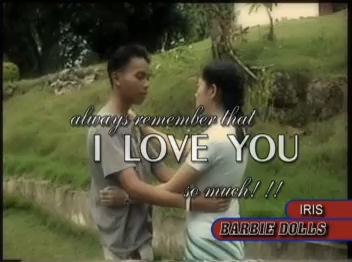 always remember that
I LOVE YOU
so much! !!
IRIS
BARBIE DOLLS